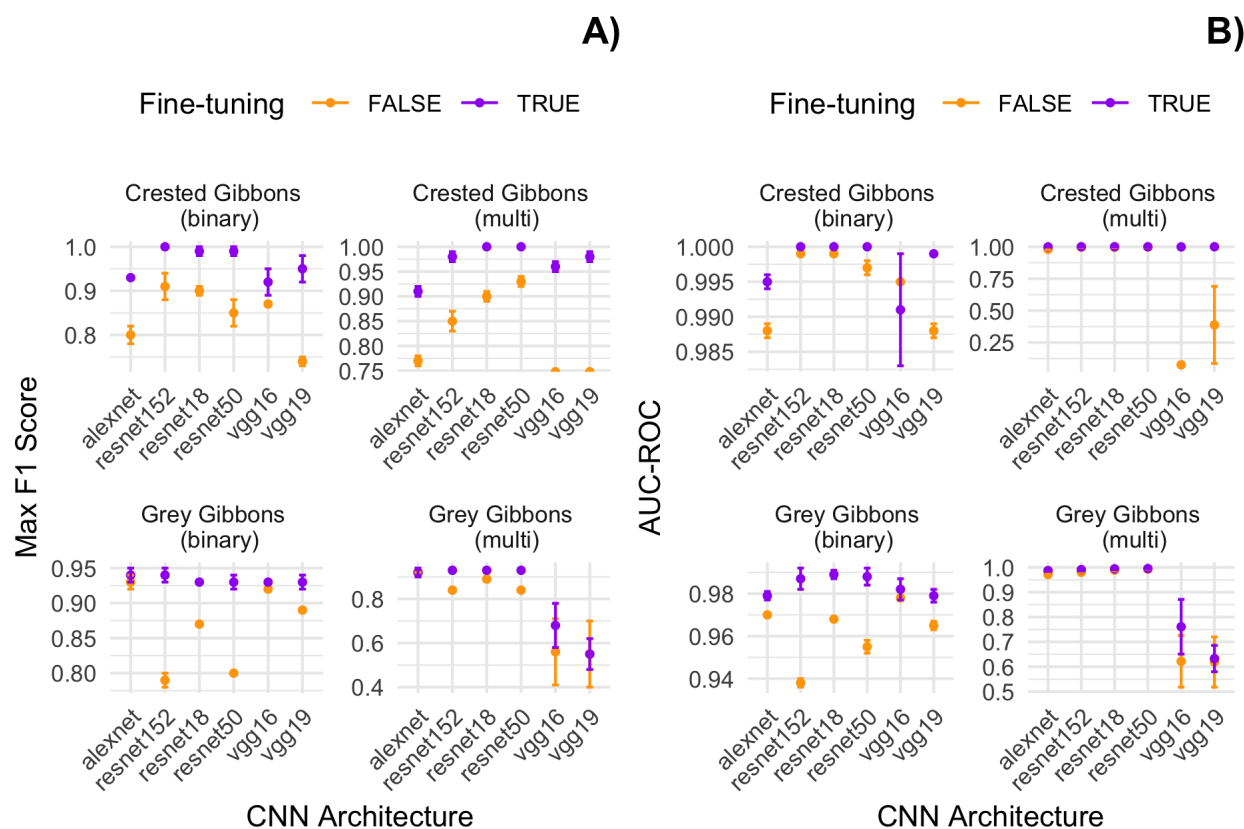 A)
Fine-tuning FALSE TRUE
Max F1 Score
Crested Gibbons
(binary)
1.0
0.9
0.8
alexnet
resnet152
resnet18
resnet50
vgg16
vgg19
Crested Gibbons
(multi)
1.00
0.95
0.90
0.85
0.80
0.75
alexnet
resnet152
resnet18
resnet50
vgg16
vgg19
Grey Gibbons
(binary)
0.95
0.90
0.85
0.80
alexnet
resnet152
resnet18
resnet50
vgg16
vgg19
Grey Gibbons
(multi)
0.8
0.6
0.4
alexnet
resnet152
resnet18
resnet50
vgg16
vgg19
CNN Architecture
B)
Fine-tuning FALSE TRUE
AUC-ROC
Crested Gibbons
(binary)
1.000
0.995
0.990
0.985
alexnet
resnet152
resnet18
resnet50
vgg16
vgg19
Crested Gibbons
(multi)
1.00
0.75
0.50
0.25
alexnet
resnet152
resnet18
resnet50
vgg16
vgg19
Grey Gibbons
(binary)
0.98
0.96
0.94
alexnet
resnet152
resnet18
resnet50
vgg16
vgg19
Grey Gibbons
(multi)
1.0
0.9
0.8
0.7
0.6
0.5
alexnet
resnet152
resnet18
resnet50
vgg16
vgg19
CNN Architecture